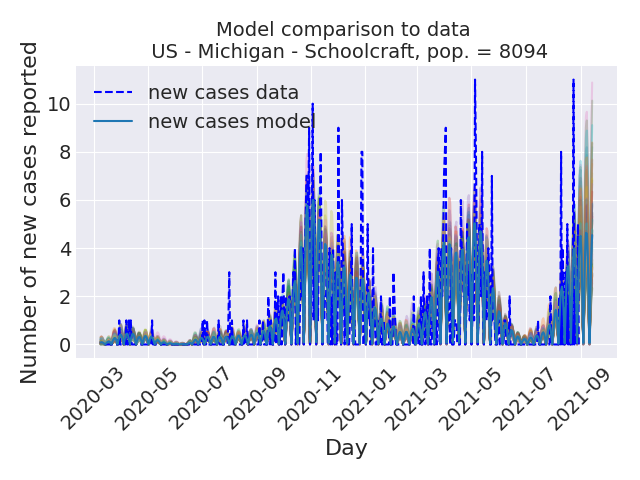 Model comparison to data
US - Michigan - Schoolcraft, pop. = 8094
Number of new cases reported
10
8
6
4
2
0
new cases data
new cases model
2020-03
2020-05
2020-07
2020-09
2020-11
2021-01
2021-03
2021-05
2021-07
2021-09
Day